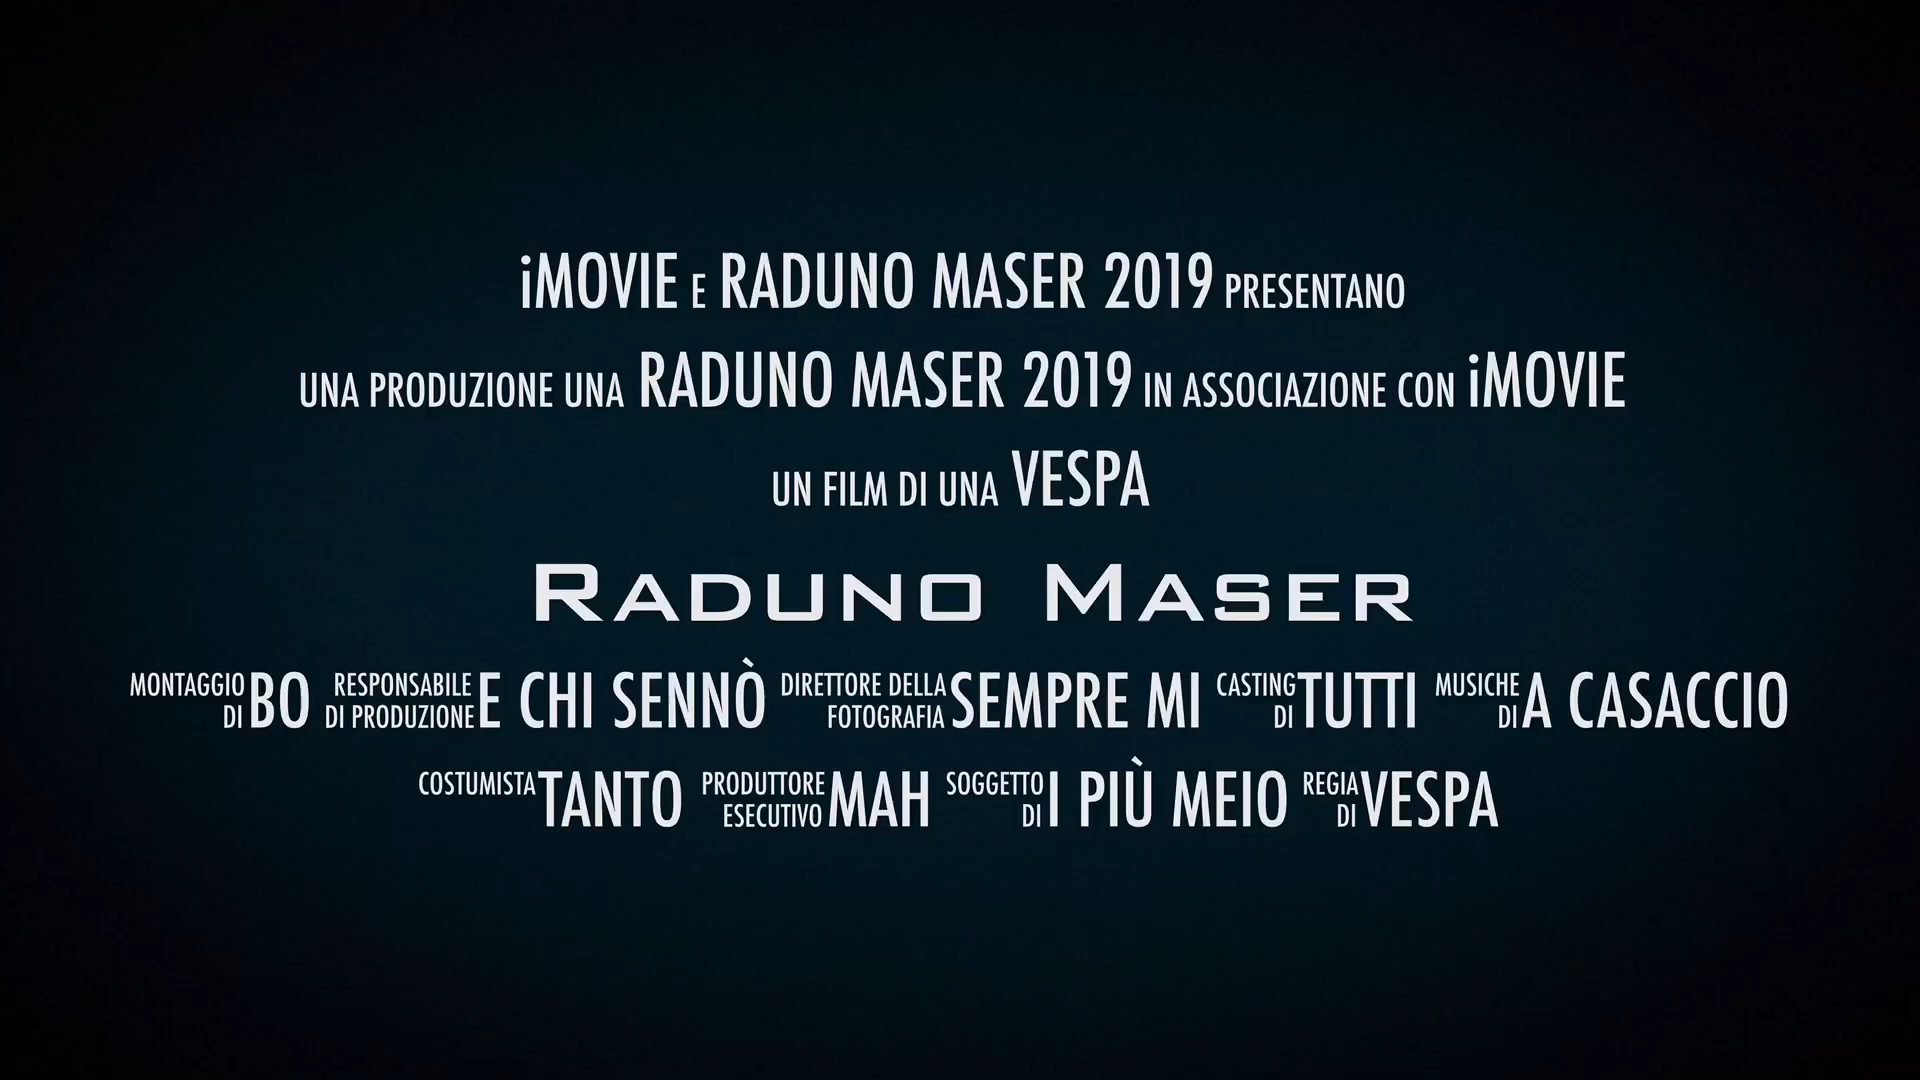 iMOVIE E RADUNO MASER 2019 PRESENTANO
UNA PRODUZIONE UNA RADUNO MASER 2019 IN ASSOCIAZIONE CON iMOVIE
UN FILM DI UNA VESPA
RADUNO MASER
MONTAGGIO DI BO RESPONSABILE DI PRODUZIONE E CHI SENNÒ DIRETTORE DELLA FOTOGRAFIA SEMPRE MI CASTING DI TUTTI MUSICHE DI A CASACCIO
COSTUMISTA TANTO PRODUTTORE ESECUTIVO MAH SOGGETTO DI I PIÙ MEIO REGIA DI VESPA